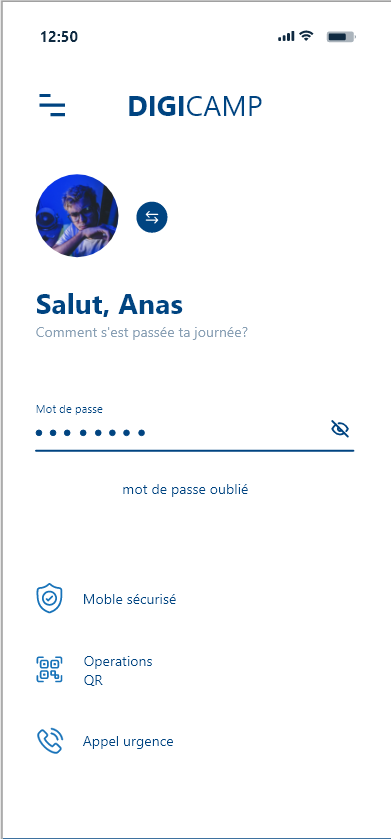 12:50
DIGICAMP
Salut, Anas
Comment s'est passée ta journée?
Mot de passe
mot de passe oublié
Moble sécurisé
Operations
QR
Appel urgence